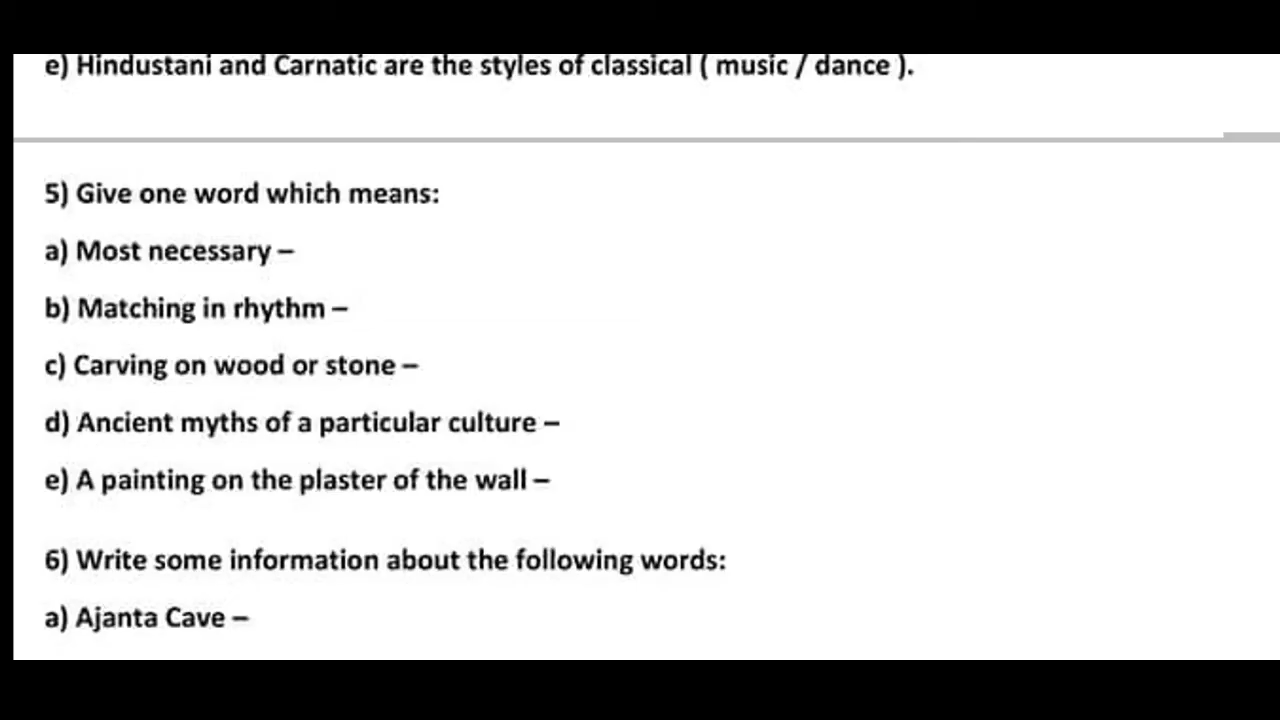 e) Hindustani and Carnatic are the styles of classical ( music / dance ).
5) Give one word which means:
a) Most necessary –
b) Matching in rhythm –
c) Carving on wood or stone –
d) Ancient myths of a particular culture –
e) A painting on the plaster of the wall –
6) Write some information about the following words:
a) Ajanta Cave –